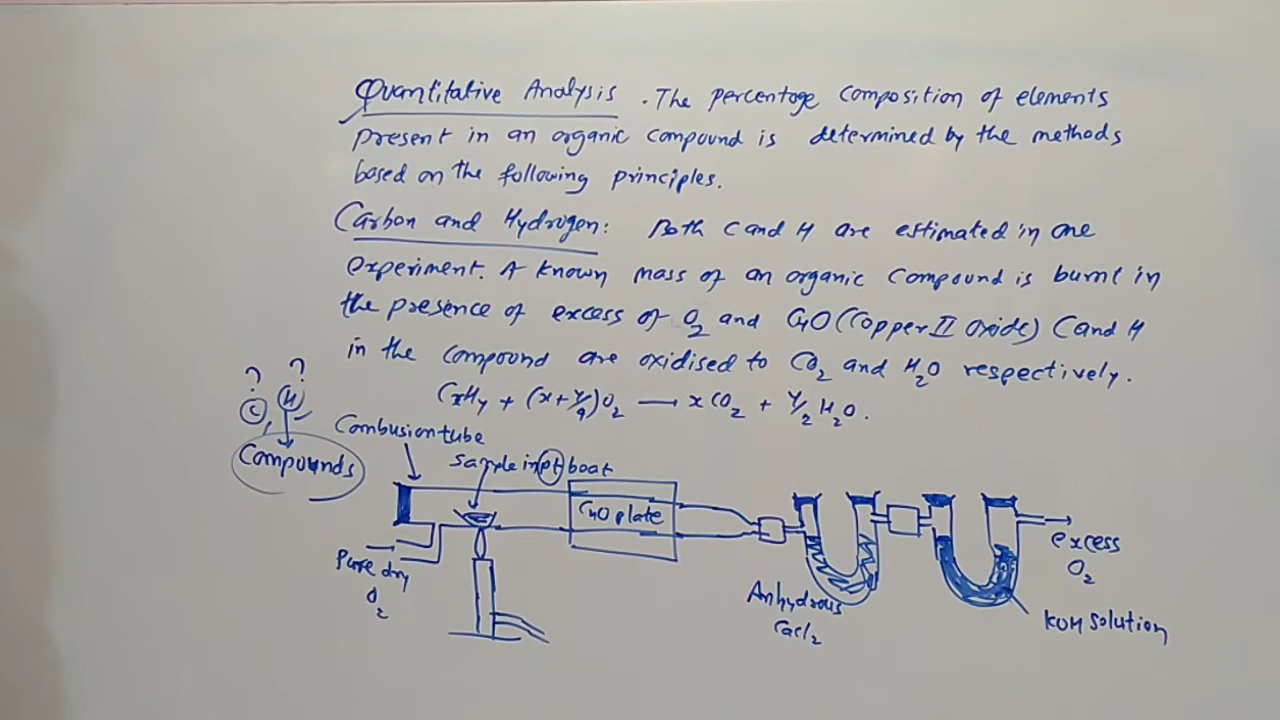 Quantitative Analysis . The percentage composition of elements
present in an organic compound is determined by the methods
based on the following principles.
Carbon and Hydrogen: Both C and H are estimated in one
experiment. A known mass of an organic compound is burnt in
the presence of excess of O₂ and CuO (Copper II oxide) C and H
in the compound are oxidised to CO₂ and H₂O respectively.
CxHy + (x+y/4)O₂ → xCO₂ + y/2 H₂O.
? ?
C, H
Compounds
Combusion tube
Sample in pt boat
CuO plate
Pure dry
O₂
Anhydrous
CaCl₂
excess
O₂
KOH Solution